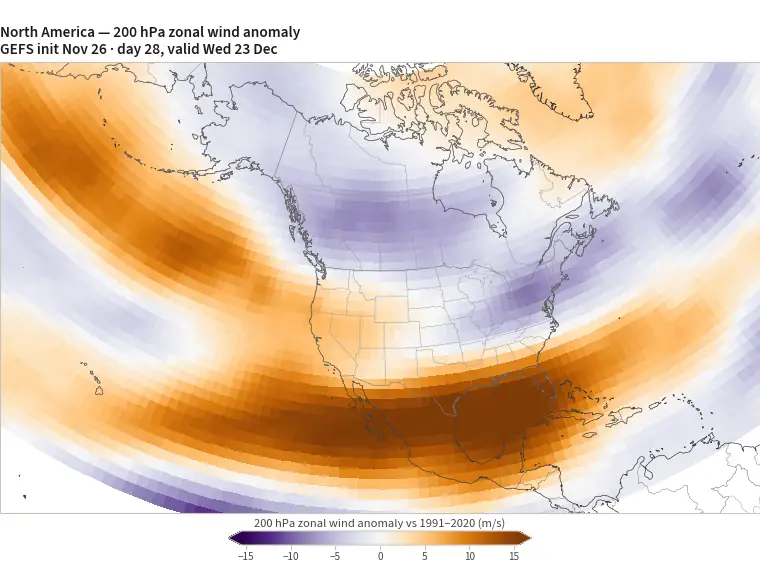 North America — 200 hPa zonal wind anomaly
GEFS init Nov 26 · day 28, valid Wed 23 Dec
200 hPa zonal wind anomaly vs 1991–2020 (m/s)
−15 −10 −5 0 5 10 15